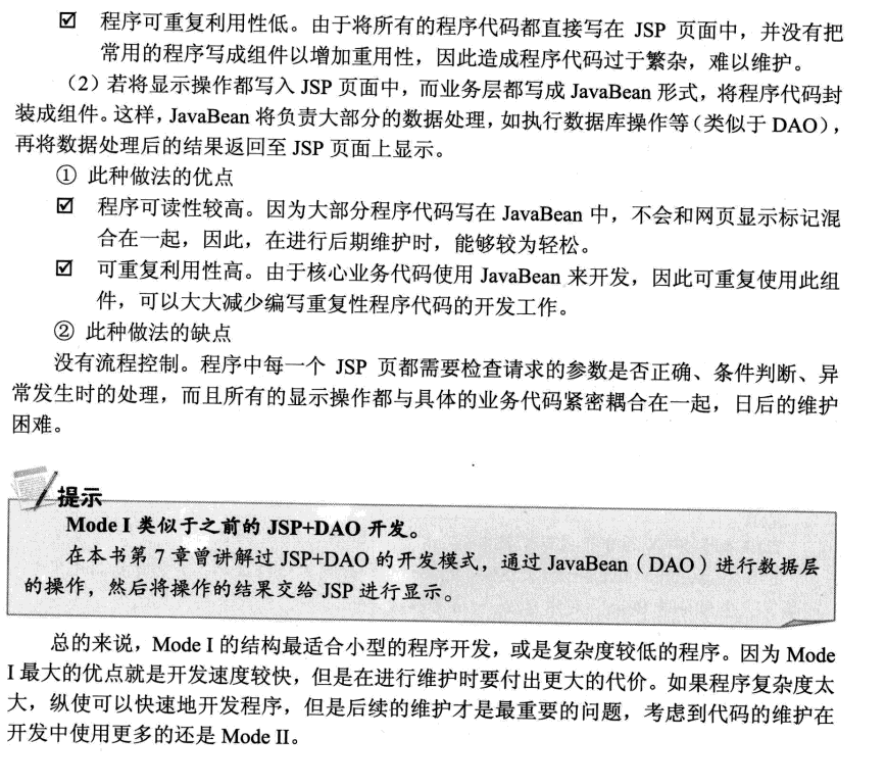 程序可重复利用性低。由于将所有的程序代码都直接写在 JSP 页面中，并没有把
常用的程序写成组件以增加重用性，因此造成程序代码过于繁杂，难以维护。
（2）若将显示操作都写入 JSP 页面中，而业务层都写成 JavaBean 形式，将程序代码封
装成组件。这样，JavaBean 将负责大部分的数据处理，如执行数据库操作等（类似于 DAO），
再将数据处理后的结果返回至 JSP 页面上显示。
① 此种做法的优点
程序可读性较高。因为大部分程序代码写在 JavaBean 中，不会和网页显示标记混
合在一起，因此，在进行后期维护时，能够较为轻松。
可重复利用性高。由于核心业务代码使用 JavaBean 来开发，因此可重复使用此组
件，可以大大减少编写重复性程序代码的开发工作。
② 此种做法的缺点
没有流程控制。程序中每一个 JSP 页都需要检查请求的参数是否正确、条件判断、异
常发生时的处理，而且所有的显示操作都与具体的业务代码紧密耦合在一起，日后的维护
困难。
提示
Mode I 类似于之前的 JSP+DAO 开发。
在本书第 7 章曾讲解过 JSP+DAO 的开发模式，通过 JavaBean（DAO）进行数据层
的操作，然后将操作的结果交给 JSP 进行显示。
总的来说，Mode I 的结构最适合小型的程序开发，或是复杂度较低的程序。因为 Mode
I 最大的优点就是开发速度较快，但是在进行维护时要付出更大的代价。如果程序复杂度太
大，纵使可以快速地开发程序，但是后续的维护才是最重要的问题，考虑到代码的维护在
开发中使用更多的还是 Mode II。